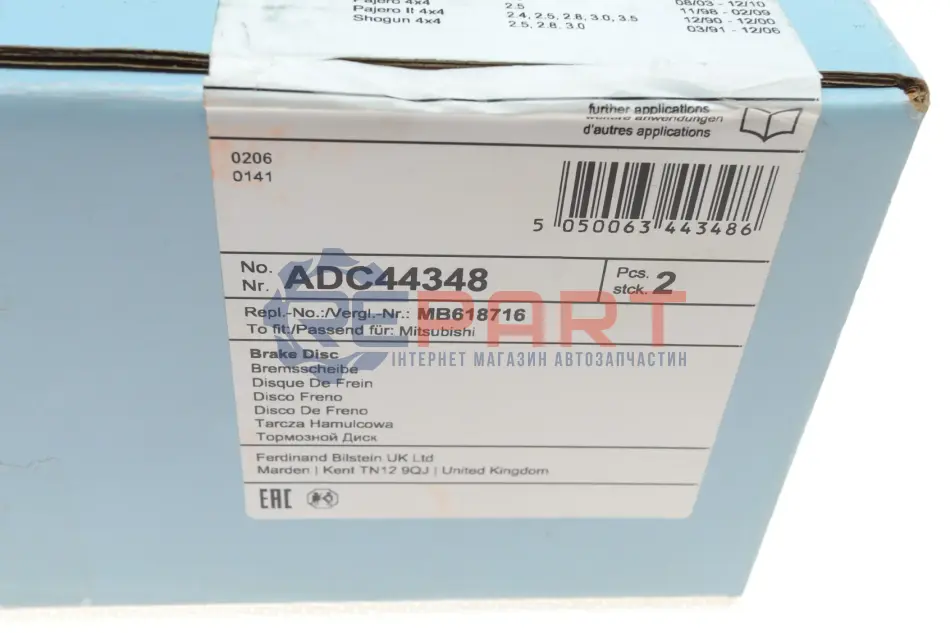 Pajero 4x4 2.5 08/03 - 12/10
Pajero II 4x4 2.4, 2.5, 2.8, 3.0, 3.5 11/98 - 02/09
Shogun 4x4 2.5, 2.8, 3.0 12/90 - 12/00
03/91 - 12/06
further applications
weitere anwendungen
d'autres applications
0206
0141
5 050063 443486
No.
Nr. ADC44348
Pcs.
stck. 2
Repl.-No.:/Vergl.-Nr.: MB618716
To fit:/Passend für: Mitsubishi
REPART
ІНТЕРНЕТ МАГАЗИН АВТОЗАПЧАСТИН
Brake Disc
Bremsscheibe
Disque De Frein
Disco Freno
Disco De Freno
Tarcza Hamulcowa
Тормозной Диск
Ferdinand Bilstein UK Ltd
Marden | Kent TN12 9QJ | United Kingdom
EAC